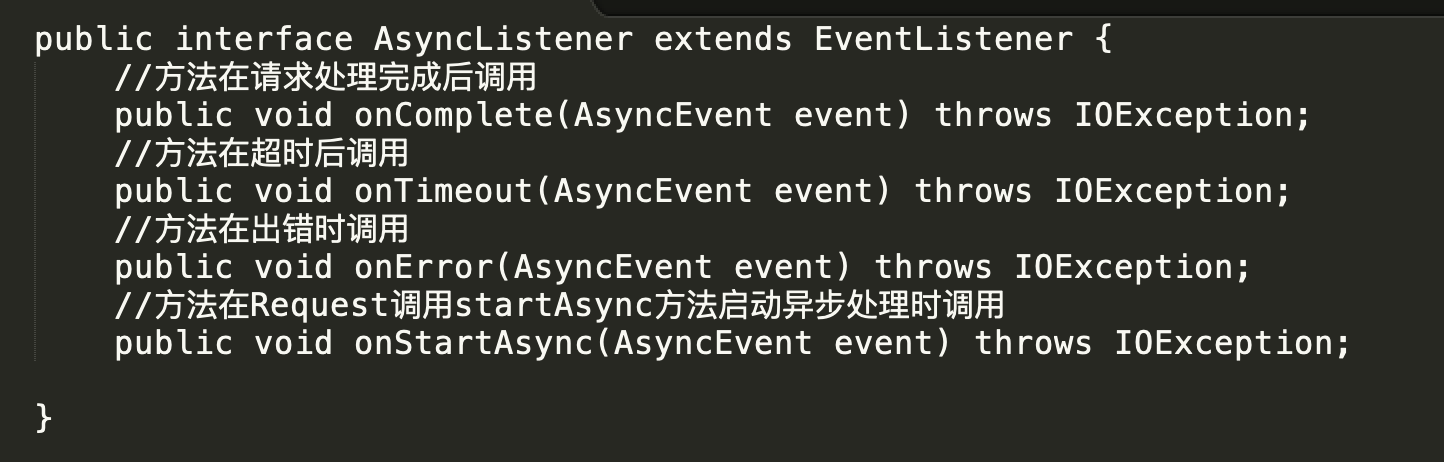 public interface AsyncListener extends EventListener {
    //方法在请求处理完成后调用
    public void onComplete(AsyncEvent event) throws IOException;
    //方法在超时后调用
    public void onTimeout(AsyncEvent event) throws IOException;
    //方法在出错时调用
    public void onError(AsyncEvent event) throws IOException;
    //方法在Request调用startAsync方法启动异步处理时调用
    public void onStartAsync(AsyncEvent event) throws IOException;

}